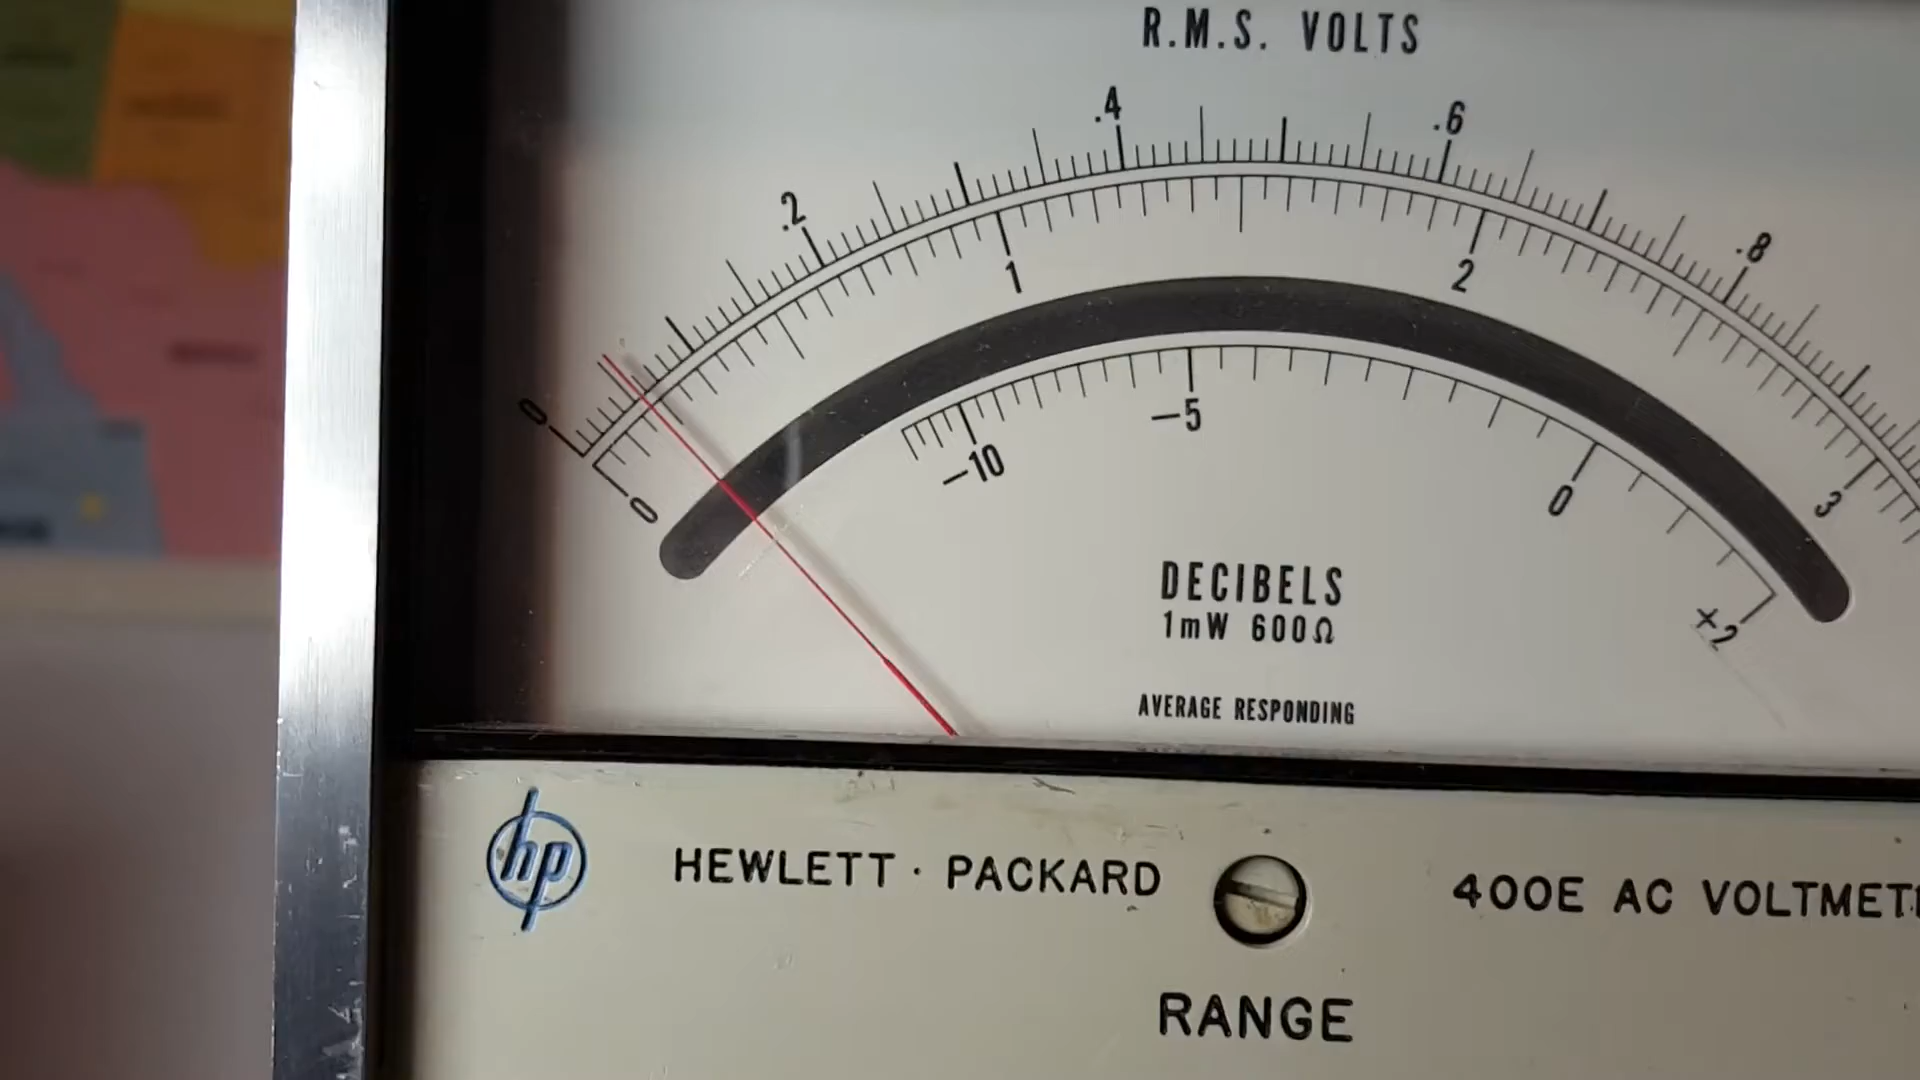 R.M.S. VOLTS
0 .2 .4 .6 .8
0 1 2 3
-10 -5 0 +2
DECIBELS
1mW 600Ω
AVERAGE RESPONDING
hp HEWLETT · PACKARD 400E AC VOLTMET
RANGE